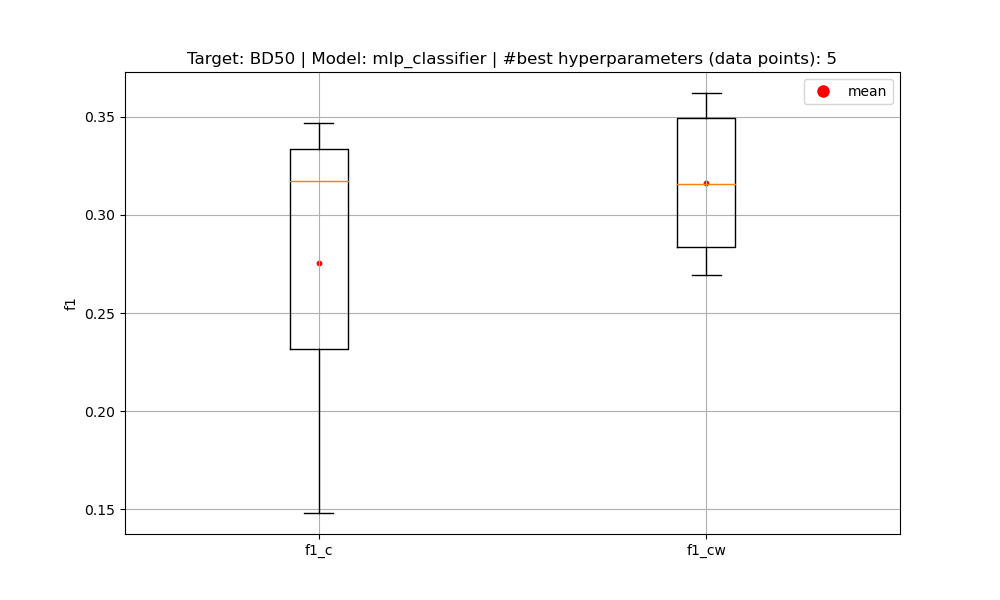 Target: BD50 | Model: mlp_classifier | #best hyperparameters (data points): 5
mean
0.35
0.30
0.25
0.20
0.15
f1
f1_c
f1_cw